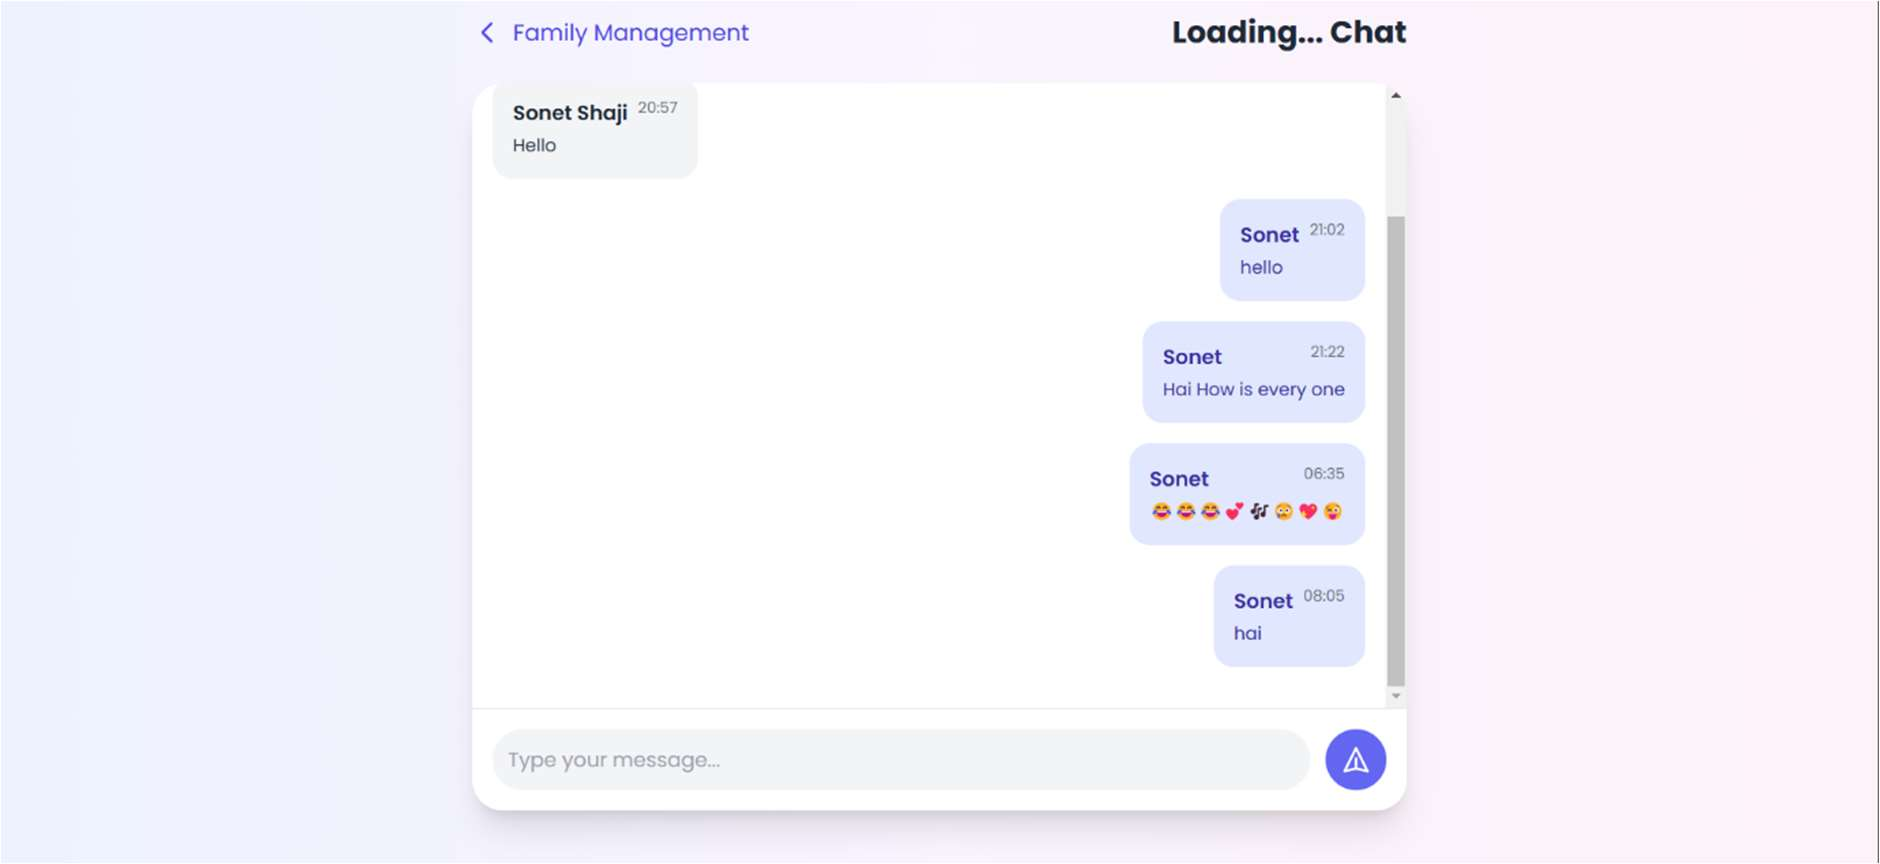 Family Management
Loading... Chat
Sonet Shaji 20:57
Hello
Sonet 21:02
hello
Sonet 21:22
Hai How is every one
Sonet 06:35
😂😂😂💕🎶😳💖😜
Sonet 08:05
hai
Type your message...